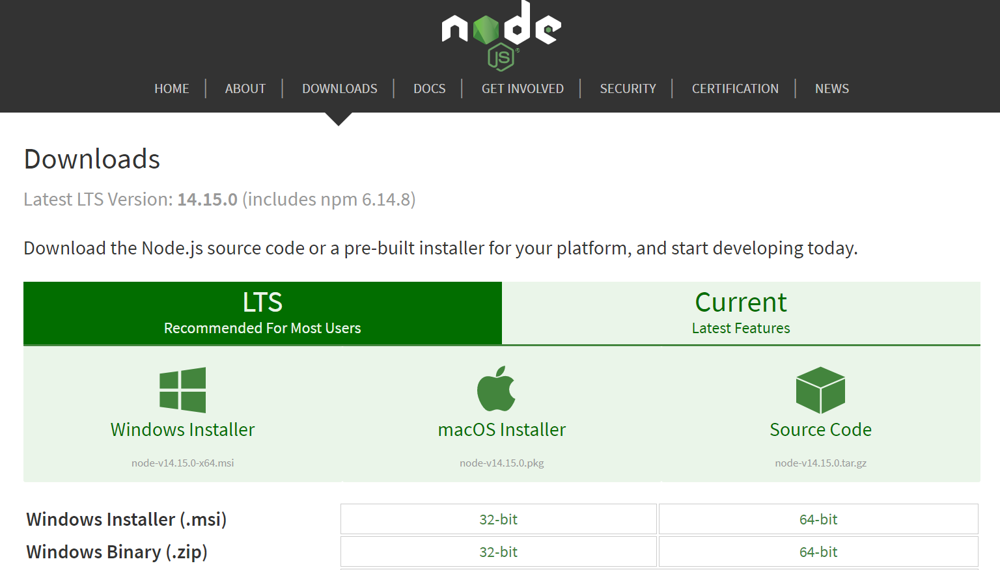 node
JS®
HOME | ABOUT | DOWNLOADS | DOCS | GET INVOLVED | SECURITY | CERTIFICATION | NEWS
Downloads
Latest LTS Version: 14.15.0 (includes npm 6.14.8)
Download the Node.js source code or a pre-built installer for your platform, and start developing today.
LTS
Recommended For Most Users
Current
Latest Features
Windows Installer
node-v14.15.0-x64.msi
macOS Installer
node-v14.15.0.pkg
Source Code
node-v14.15.0.tar.gz
Windows Installer (.msi) 32-bit 64-bit
Windows Binary (.zip) 32-bit 64-bit